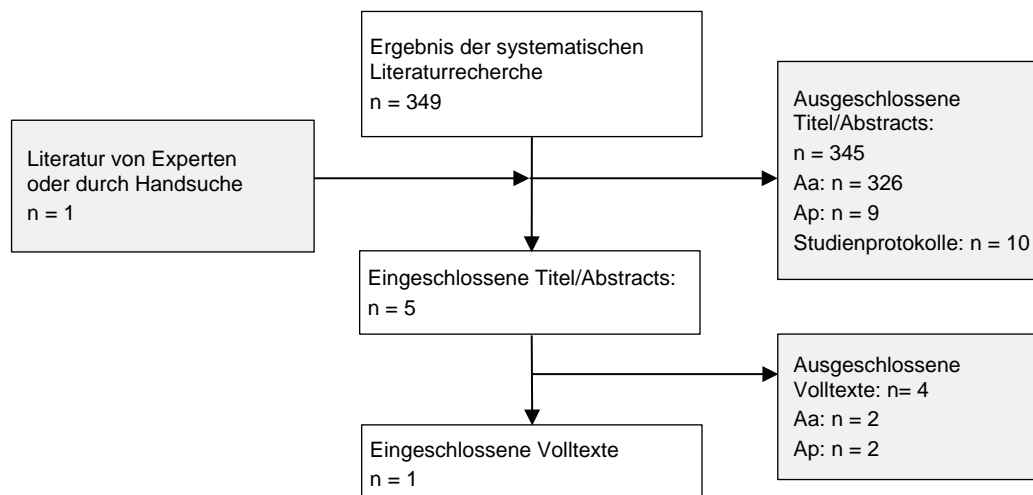 Ergebnis der systematischen
Literaturrecherche
n = 349
Literatur von Experten
oder durch Handsuche
n = 1
Ausgeschlossene
Titel/Abstracts:
n = 345
Aa: n = 326
Ap: n = 9
Studienprotokolle: n = 10
Eingeschlossene Titel/Abstracts:
n = 5
Ausgeschlossene
Volltexte: n= 4
Aa: n = 2
Ap: n = 2
Eingeschlossene Volltexte
n = 1